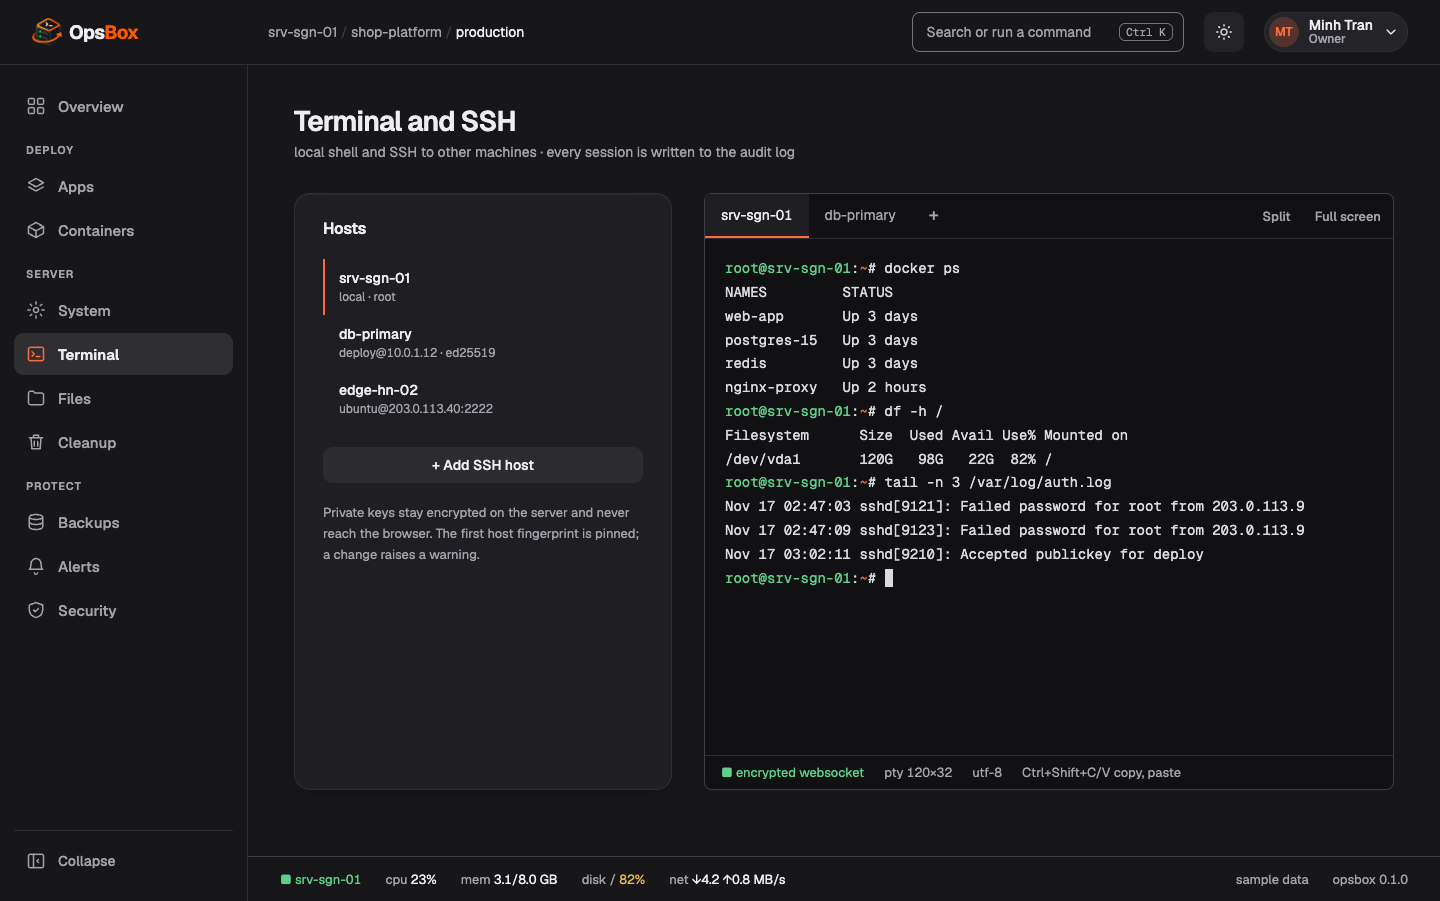 OpsBox
srv-sgn-01 / shop-platform / production
Search or run a command Ctrl K
MT
Minh Tran
Owner
Overview
DEPLOY
Apps
Containers
SERVER
System
Terminal
Files
Cleanup
PROTECT
Backups
Alerts
Security
Collapse
Terminal and SSH
local shell and SSH to other machines · every session is written to the audit log
Hosts
srv-sgn-01
local · root
db-primary
deploy@10.0.1.12 · ed25519
edge-hn-02
ubuntu@203.0.113.40:2222
+ Add SSH host
Private keys stay encrypted on the server and never
reach the browser. The first host fingerprint is pinned;
a change raises a warning.
srv-sgn-01 db-primary + Split Full screen
root@srv-sgn-01:~# docker ps
NAMES STATUS
web-app Up 3 days
postgres-15 Up 3 days
redis Up 3 days
nginx-proxy Up 2 hours
root@srv-sgn-01:~# df -h /
Filesystem Size Used Avail Use% Mounted on
/dev/vda1 120G 98G 22G 82% /
root@srv-sgn-01:~# tail -n 3 /var/log/auth.log
Nov 17 02:47:03 sshd[9121]: Failed password for root from 203.0.113.9
Nov 17 02:47:09 sshd[9123]: Failed password for root from 203.0.113.9
Nov 17 03:02:11 sshd[9210]: Accepted publickey for deploy
root@srv-sgn-01:~#
encrypted websocket pty 120×32 utf-8 Ctrl+Shift+C/V copy, paste
srv-sgn-01 cpu 23% mem 3.1/8.0 GB disk / 82% net ↓4.2 ↑0.8 MB/s sample data opsbox 0.1.0